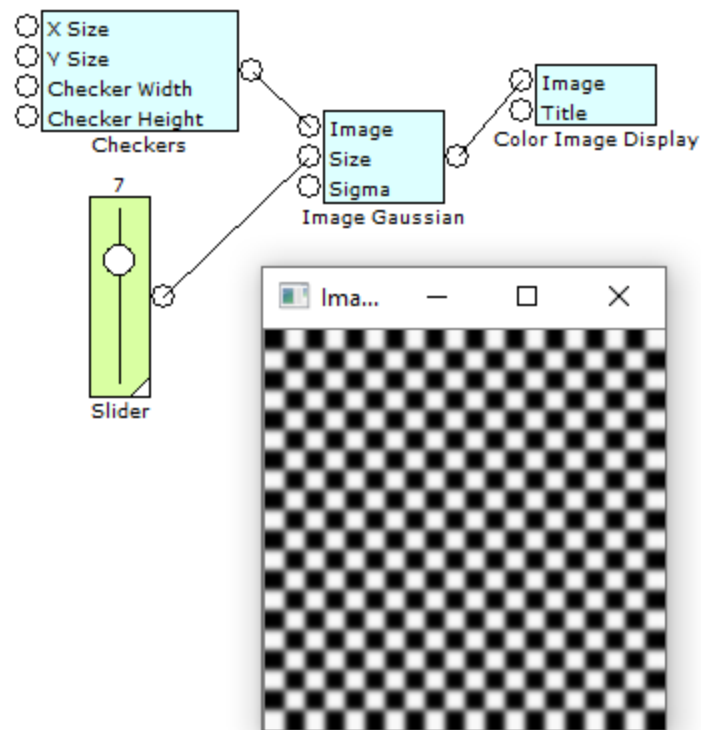 X Size
Y Size
Checker Width
Checker Height
Checkers
Image
Title
Color Image Display
Image
Size
Sigma
Image Gaussian
7
Slider
Ima...